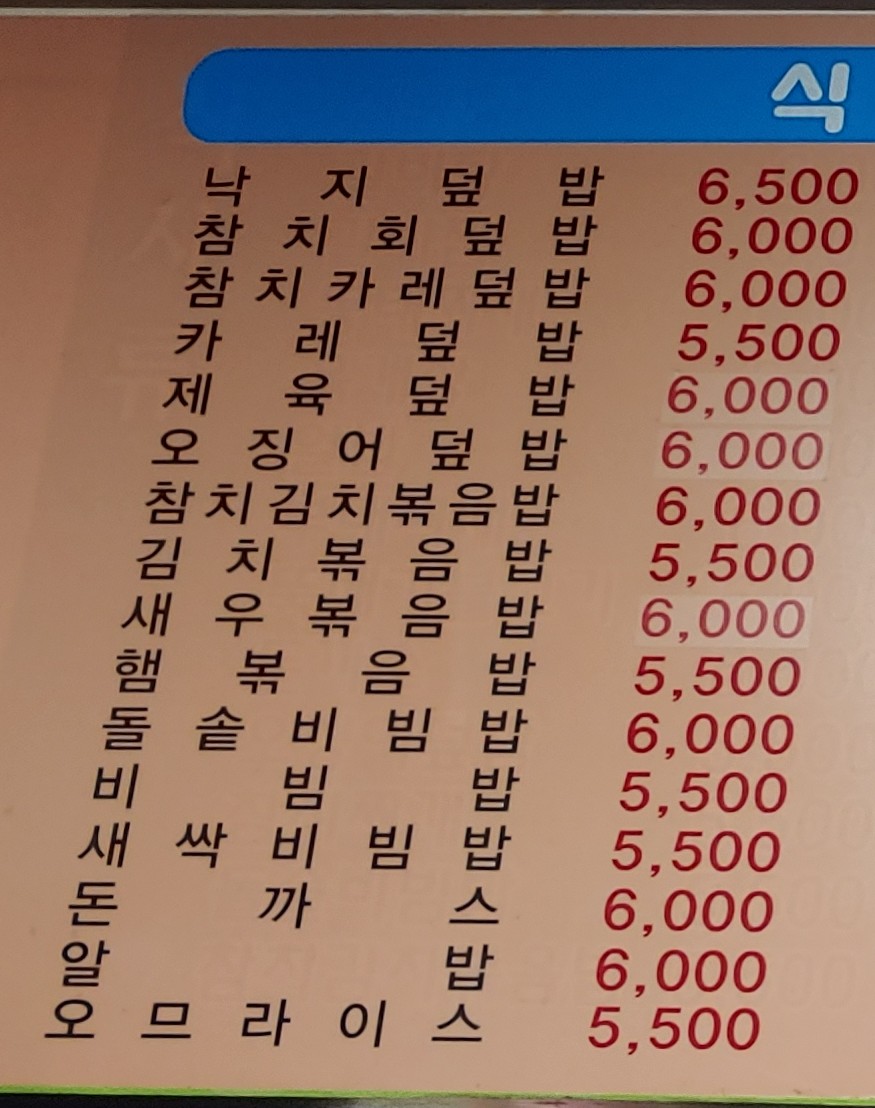 식
낙지덮밥 6,500
참치회덮밥 6,000
참치카레덮밥 6,000
카레덮밥 5,500
제육덮밥 6,000
오징어덮밥 6,000
참치김치볶음밥 6,000
김치볶음밥 5,500
새우볶음밥 6,000
햄볶음밥 5,500
돌솥비빔밥 6,000
비빔밥 5,500
새싹비빔밥 5,500
돈까스 6,000
알밥 6,000
오므라이스 5,500